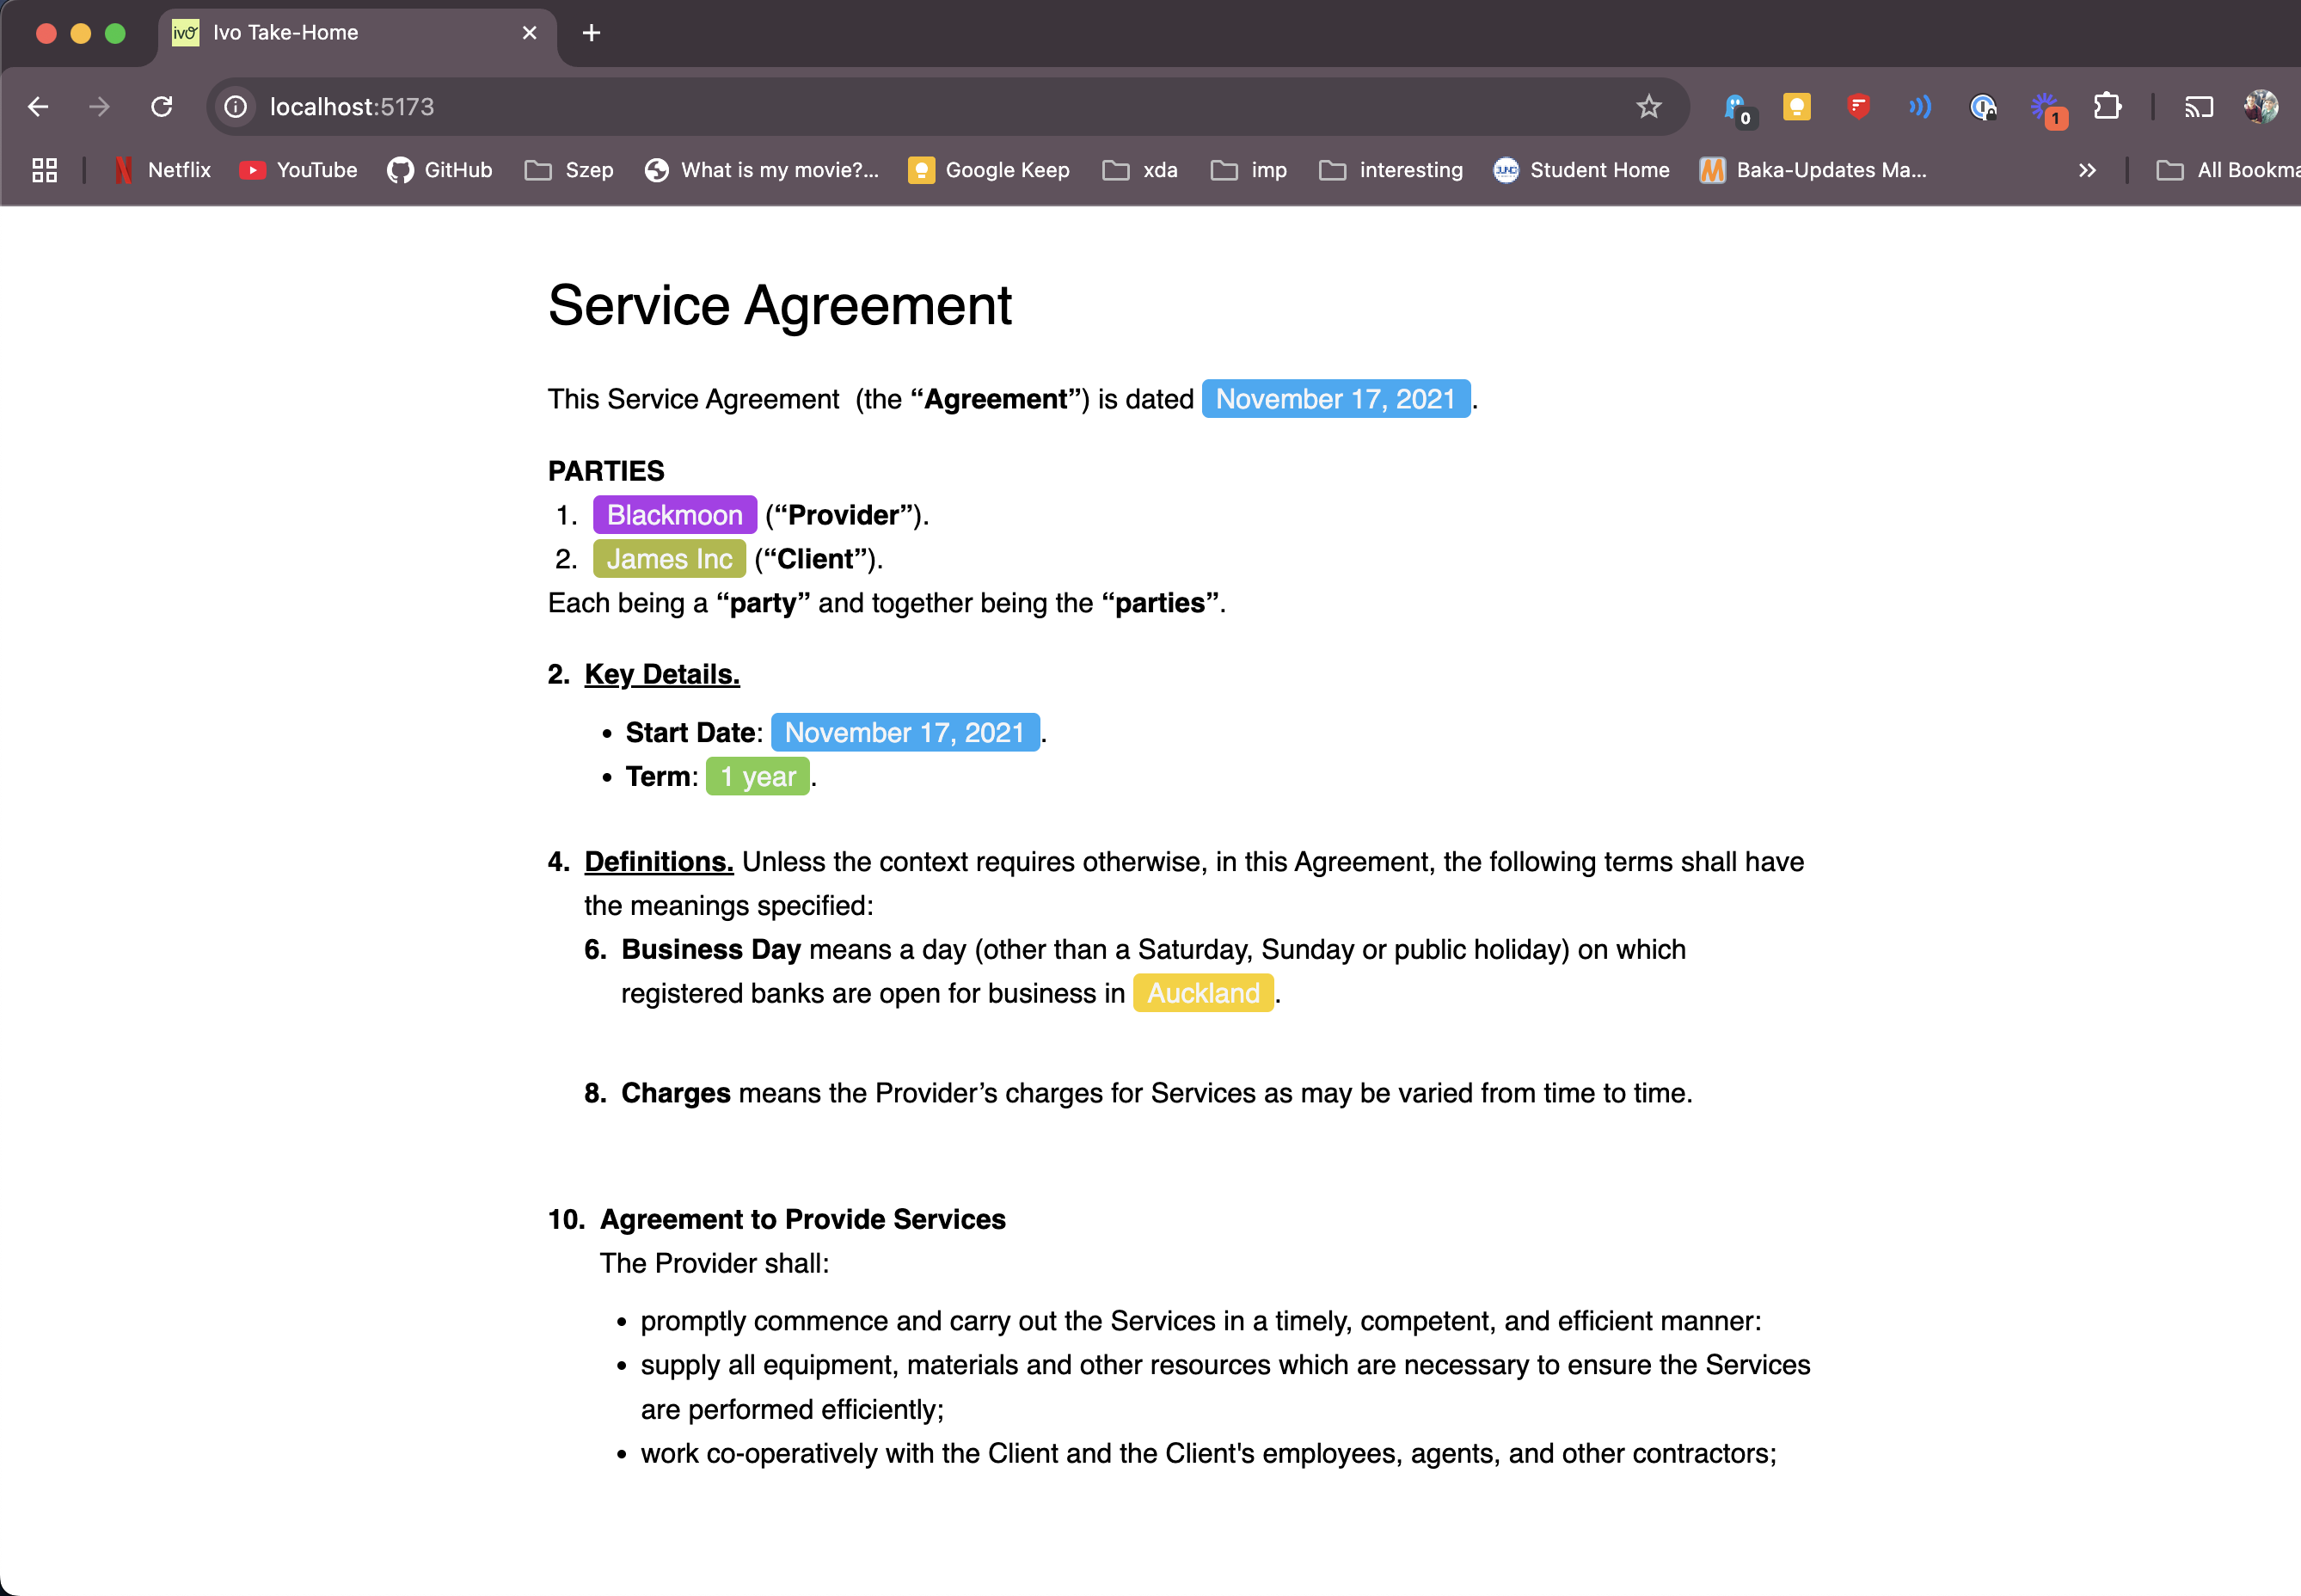 ivo Ivo Take-Home
localhost:5173
0
1
Netflix YouTube GitHub Szep What is my movie?... Google Keep xda imp interesting Student Home Baka-Updates Ma... All Bookma
Service Agreement
This Service Agreement (the “Agreement”) is dated November 17, 2021.
PARTIES
1. Blackmoon (“Provider”).
2. James Inc (“Client”).
Each being a “party” and together being the “parties”.
2. Key Details.
• Start Date: November 17, 2021.
• Term: 1 year.
4. Definitions. Unless the context requires otherwise, in this Agreement, the following terms shall have
the meanings specified:
6. Business Day means a day (other than a Saturday, Sunday or public holiday) on which
registered banks are open for business in Auckland.
8. Charges means the Provider’s charges for Services as may be varied from time to time.
10. Agreement to Provide Services
The Provider shall:
• promptly commence and carry out the Services in a timely, competent, and efficient manner:
• supply all equipment, materials and other resources which are necessary to ensure the Services
are performed efficiently;
• work co-operatively with the Client and the Client's employees, agents, and other contractors;